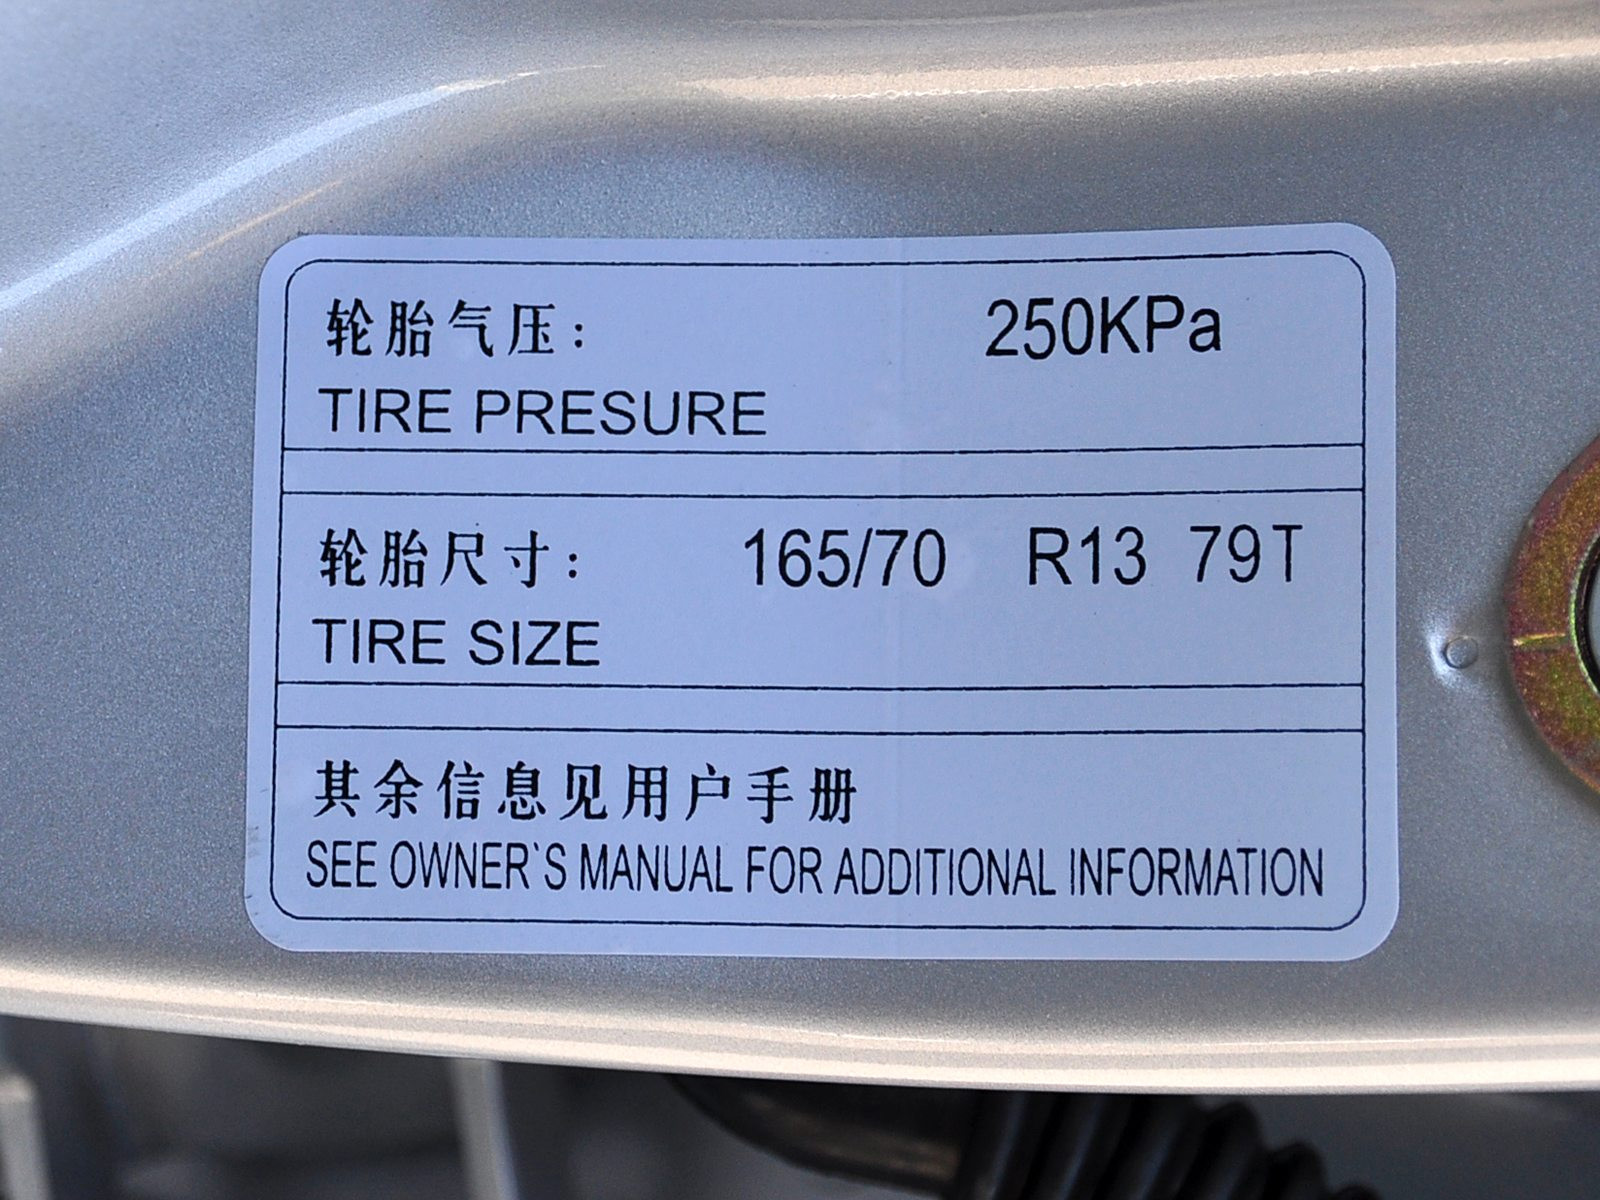 轮胎气压: 250KPa
TIRE PRESURE
轮胎尺寸: 165/70 R13 79T
TIRE SIZE
其余信息见用户手册
SEE OWNER`S MANUAL FOR ADDITIONAL INFORMATION